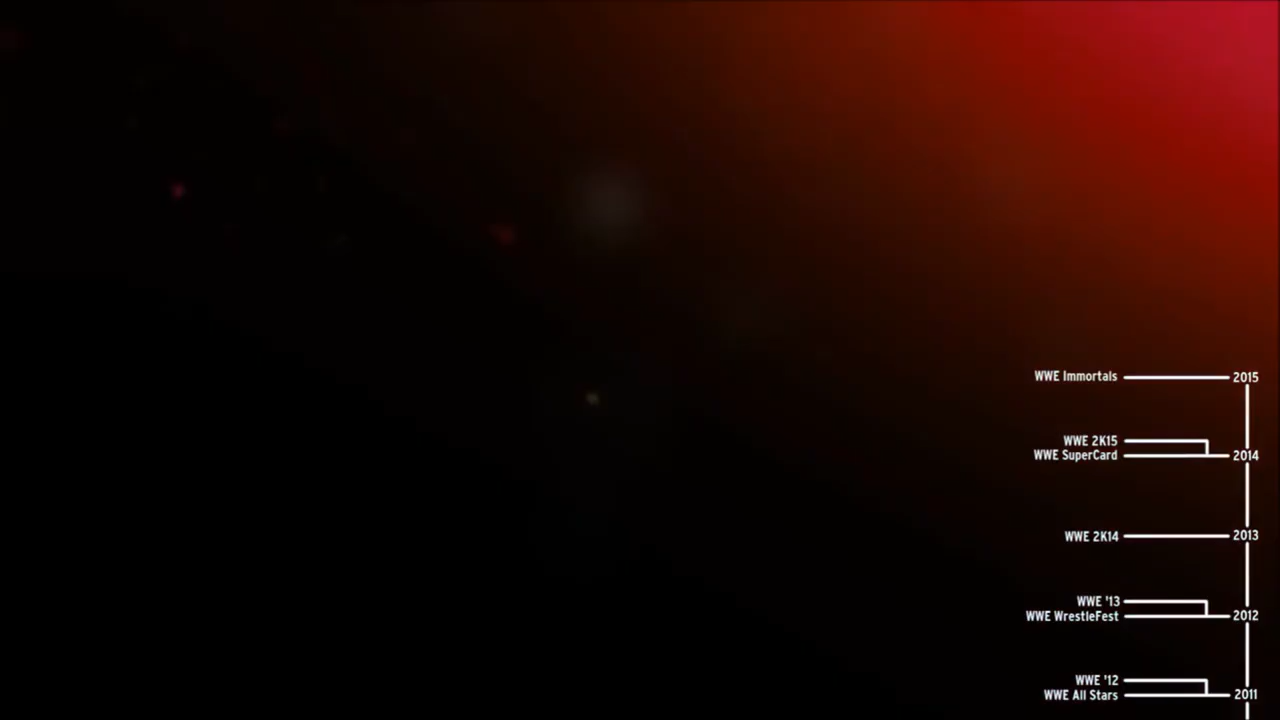 WWE Immortals 2015
WWE 2K15
WWE SuperCard 2014
WWE 2K14 2013
WWE '13
WWE WrestleFest 2012
WWE '12
WWE All Stars 2011